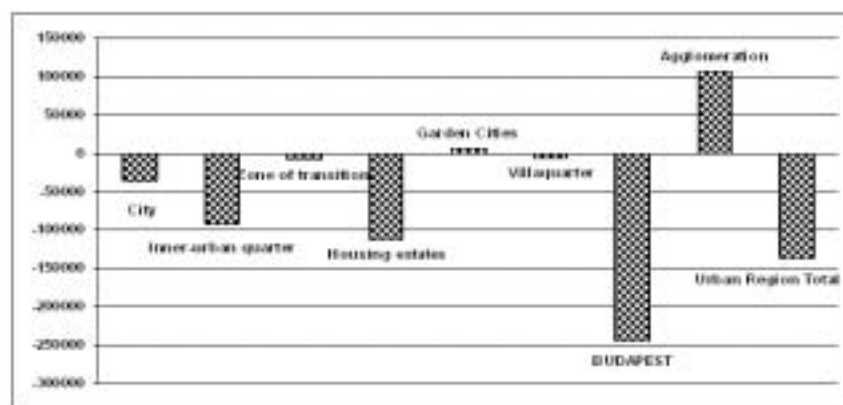 150000
100000
50000
0
-50000
-100000
-150000
-200000
-250000
-300000
City
Inner-urban quarter
Zone of transition
Housing estates
Garden Cities
Villaquarter
BUDAPEST
Agglomeration
Urban Region Total